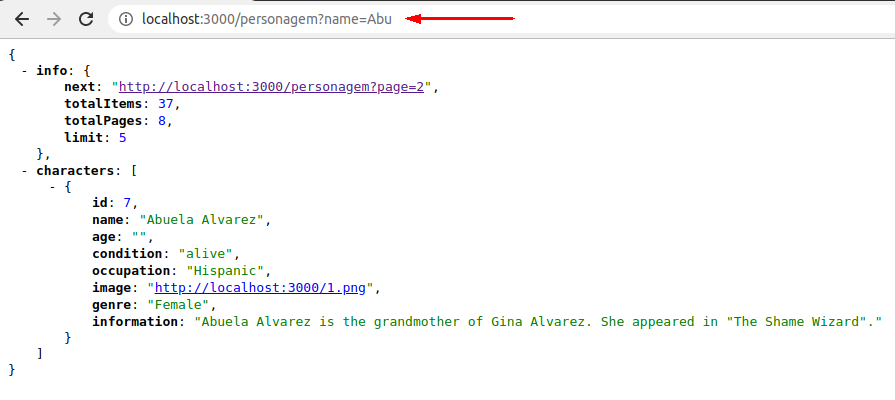 localhost:3000/personagem?name=Abu
{
- info: {
next: "http://localhost:3000/personagem?page=2",
totalItems: 37,
totalPages: 8,
limit: 5
},
- characters: [
- {
id: 7,
name: "Abuela Alvarez",
age: "",
condition: "alive",
occupation: "Hispanic",
image: "http://localhost:3000/1.png",
genre: "Female",
information: "Abuela Alvarez is the grandmother of Gina Alvarez. She appeared in "The Shame Wizard"."
}
]
}